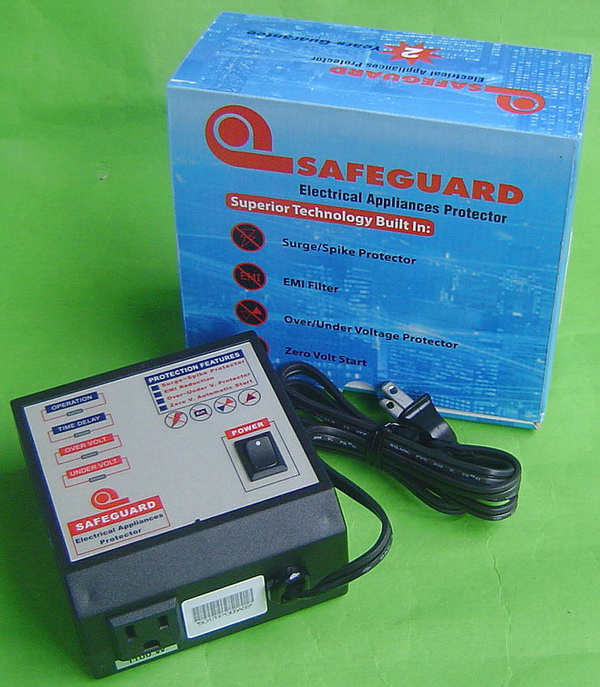 2
Years Guarantee
Electrical Appliances Protector
SAFEGUARD
SAFEGUARD
Electrical Appliances Protector
Superior Technology Built In:
Surge/Spike Protector
EMI
EMI Filter
Over/Under Voltage Protector
Zero Volt Start
OPERATION
TIME DELAY
OVER VOLT.
UNDER VOLT.
PROTECTION FEATURES
Surge-Spike Protector
EMI Reduction
Over-Under V. Protector
Zero V. Automatic Start
POWER
SAFEGUARD
Electrical Appliances
Protector
1100 W